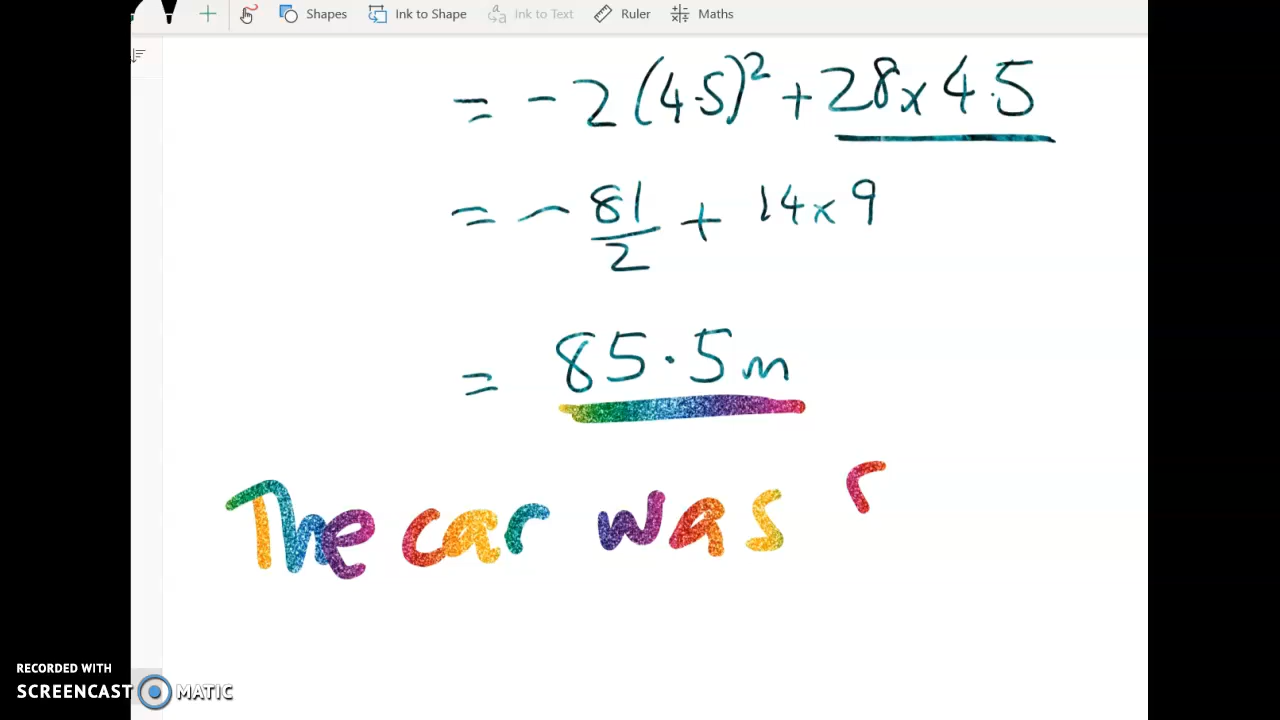 Shapes Ink to Shape Ink to Text Ruler Maths
= -2(4.5)² + 28x4.5
= -81/2 + 14x9
= 85.5m
The car was
RECORDED WITH
SCREENCAST MATIC